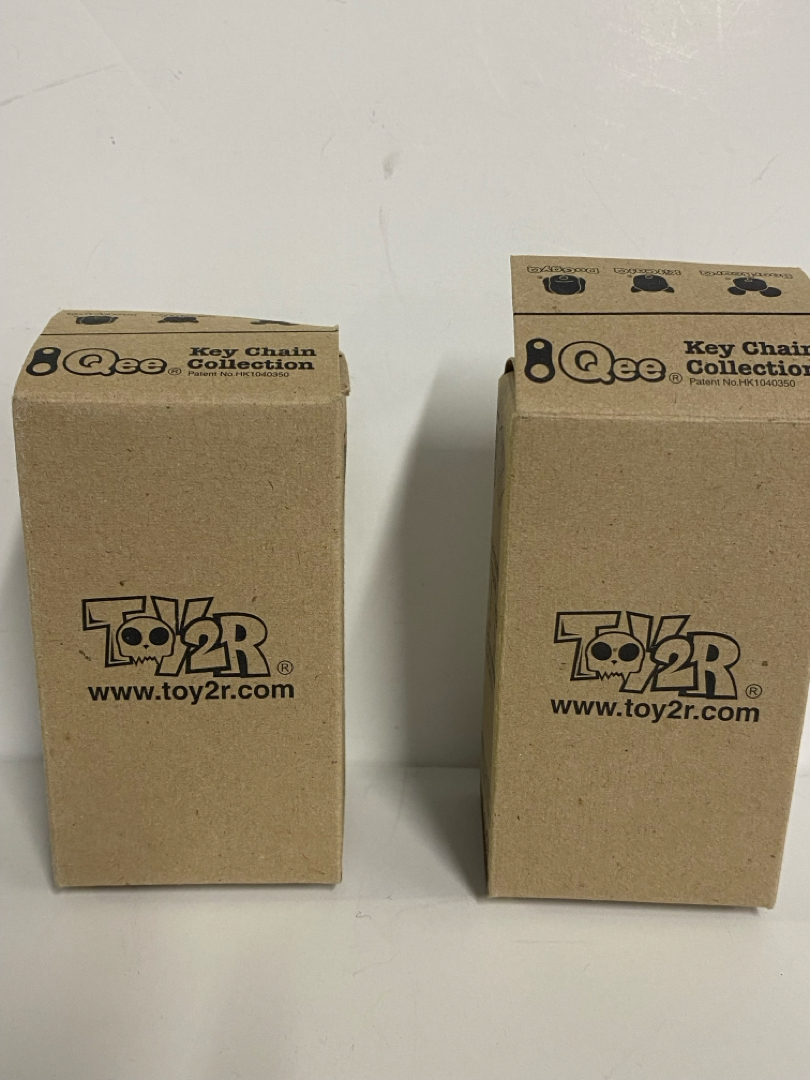 Qee® Key Chain
Collection
Patent No.HK1040350
TOY2R®
www.toy2r.com
Qee® Key Chain
Collection
Patent No.HK1040350
TOY2R®
www.toy2r.com